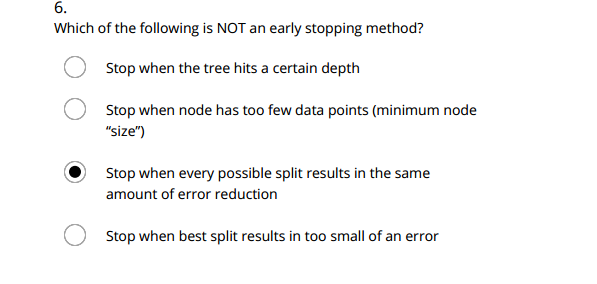 6.
Which of the following is NOT an early stopping method?
Stop when the tree hits a certain depth
Stop when node has too few data points (minimum node
“size”)
Stop when every possible split results in the same
amount of error reduction
Stop when best split results in too small of an error